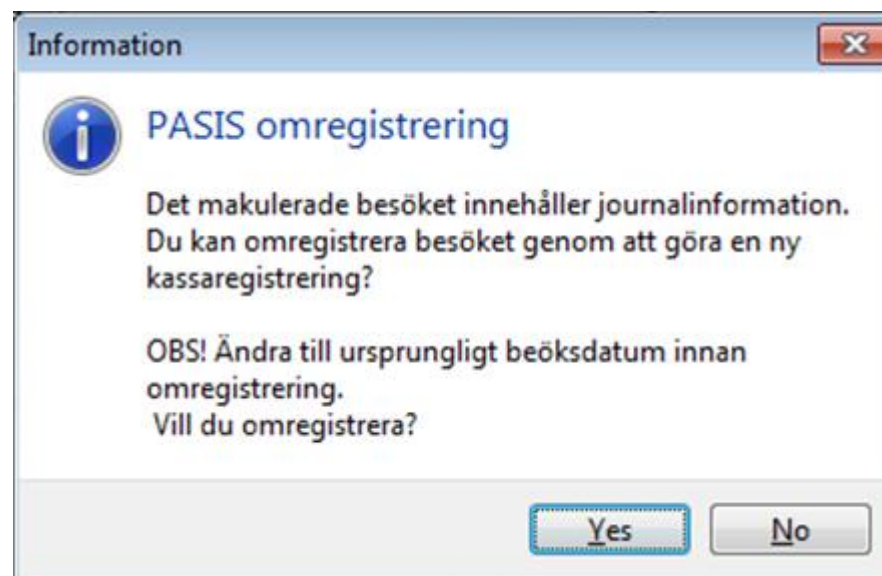 Information
PASIS omregistrering
Det makulerade besöket innehåller journalinformation.
Du kan omregistrera besöket genom att göra en ny
kassaregistrering?
OBS! Ändra till ursprungligt beöksdatum innan
omregistrering.
Vill du omregistrera?
Yes No